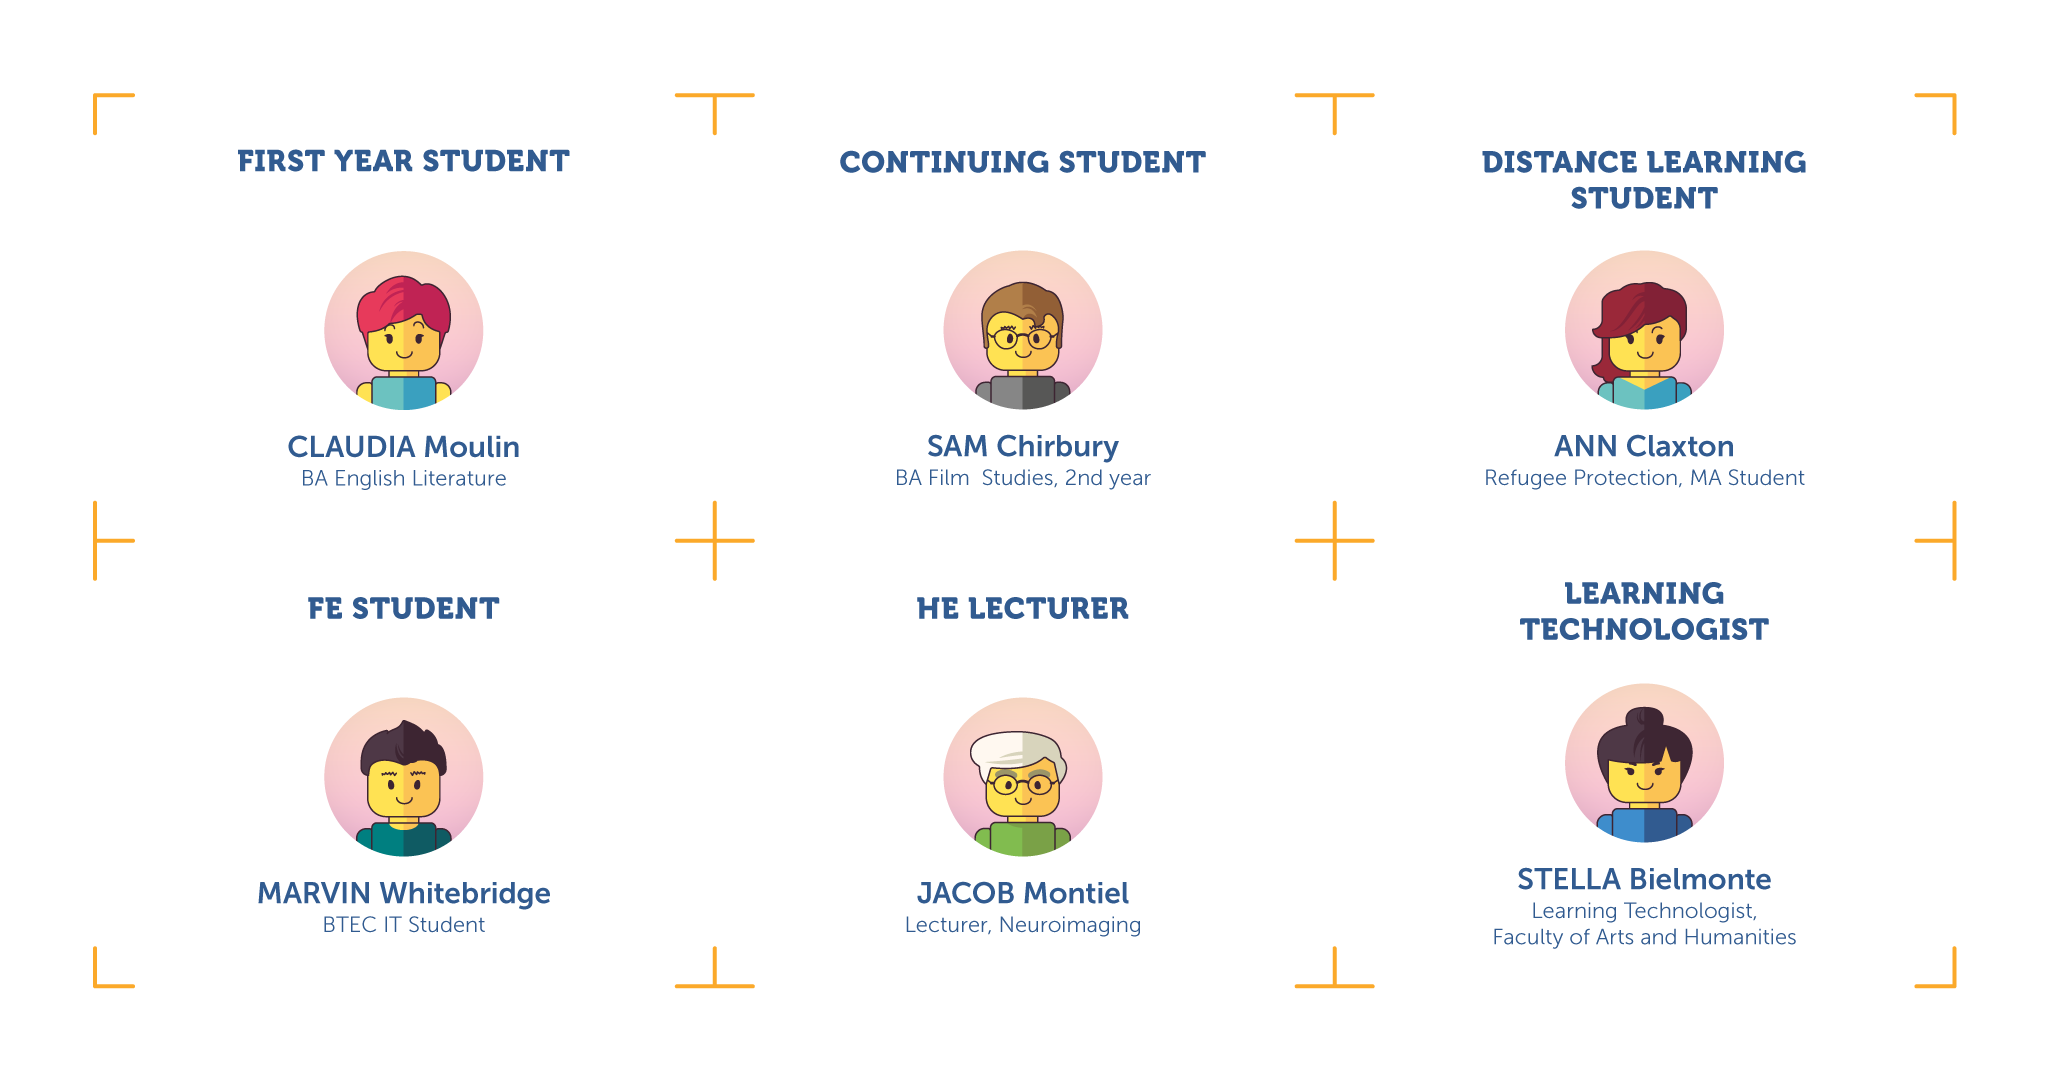 FIRST YEAR STUDENT
CLAUDIA Moulin
BA English Literature
CONTINUING STUDENT
SAM Chirbury
BA Film  Studies, 2nd year
DISTANCE LEARNING
STUDENT
ANN Claxton
Refugee Protection, MA Student
FE STUDENT
MARVIN Whitebridge
BTEC IT Student
HE LECTURER
JACOB Montiel
Lecturer, Neuroimaging
LEARNING
TECHNOLOGIST
STELLA Bielmonte
Learning Technologist,
Faculty of Arts and Humanities